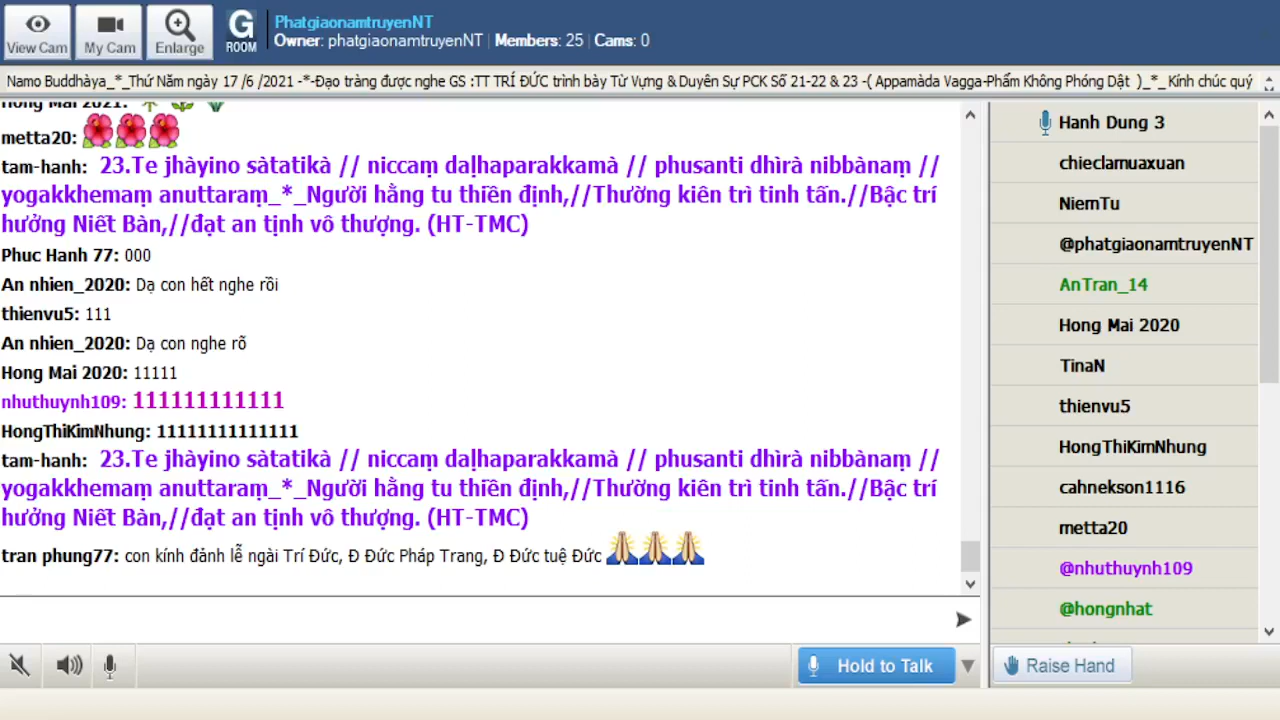 View Cam
My Cam
Enlarge
G
ROOM
PhatgiaonamtruyenNT
Owner: phatgiaonamtruyenNT | Members: 25 | Cams: 0
Namo Buddhàya_*_Thứ Năm ngày 17 /6 /2021 -*-Đạo tràng được nghe GS :TT TRÍ ĐỨC trình bày Từ Vựng & Duyên Sự PCK Số 21-22 & 23 -( Appamàda Vagga-Phẩm Không Phóng Dật )_*_ Kính chúc quý
Hong Mai 2021:
metta20:
tam-hanh: 23.Te jhàyino sàtatikà // niccaṃ daḷhaparakkamà // phusanti dhìrà nibbànaṃ //
yogakkhemaṃ anuttaraṃ_*_Người hằng tu thiền định,//Thường kiên trì tinh tấn.//Bậc trí
hưởng Niết Bàn,//đạt an tịnh vô thượng. (HT-TMC)
Phuc Hanh 77: 000
An nhien_2020: Dạ con hết nghe rồi
thienvu5: 111
An nhien_2020: Dạ con nghe rõ
Hong Mai 2020: 11111
nhuthuynh109: 111111111111
HongThiKimNhung: 11111111111111
tam-hanh: 23.Te jhàyino sàtatikà // niccaṃ daḷhaparakkamà // phusanti dhìrà nibbànaṃ //
yogakkhemaṃ anuttaraṃ_*_Người hằng tu thiền định,//Thường kiên trì tinh tấn.//Bậc trí
hưởng Niết Bàn,//đạt an tịnh vô thượng. (HT-TMC)
tran phung77: con kính đảnh lễ ngài Trí Đức, Đ Đức Pháp Trang, Đ Đức tuệ Đức
Hold to Talk
Hanh Dung 3
chieclamuaxuan
NiemTu
@phatgiaonamtruyenNT
AnTran_14
Hong Mai 2020
TinaN
thienvu5
HongThiKimNhung
cahnekson1116
metta20
@nhuthuynh109
@hongnhat
Raise Hand